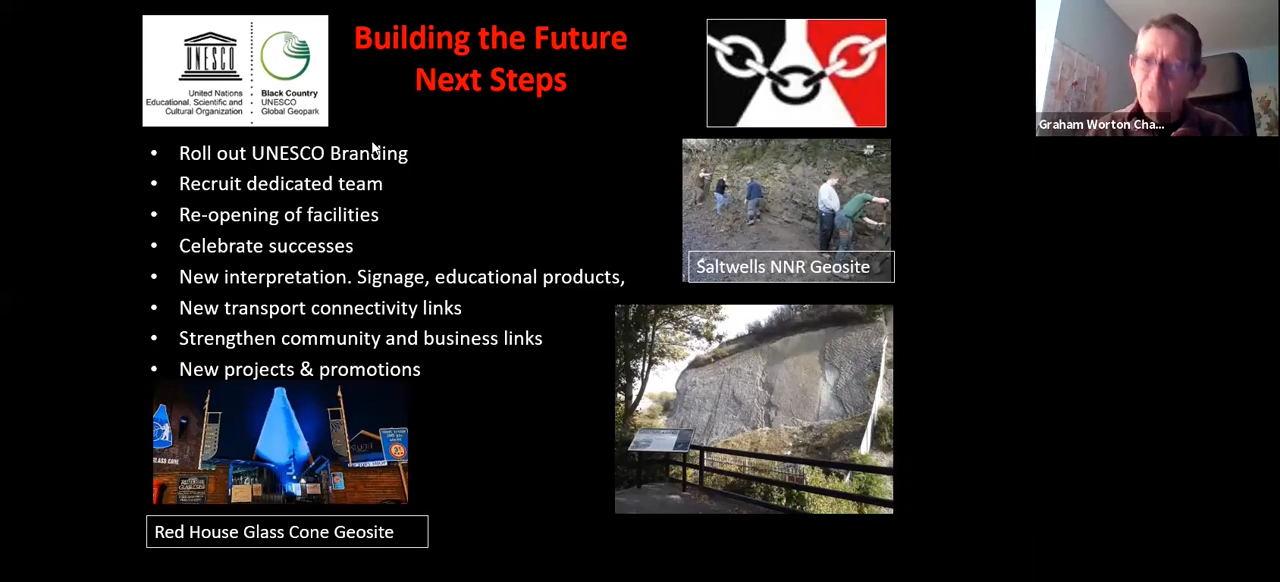 UNESCO
United Nations
Educational, Scientific and
Cultural Organization
Black Country
UNESCO
Global Geopark
Building the Future
Next Steps
Graham Worton Cha...
• Roll out UNESCO Branding
• Recruit dedicated team
• Re-opening of facilities
• Celebrate successes
• New interpretation. Signage, educational products,
• New transport connectivity links
• Strengthen community and business links
• New projects & promotions
Saltwells NNR Geosite
GLASS CONE
Red House Glass Cone Geosite